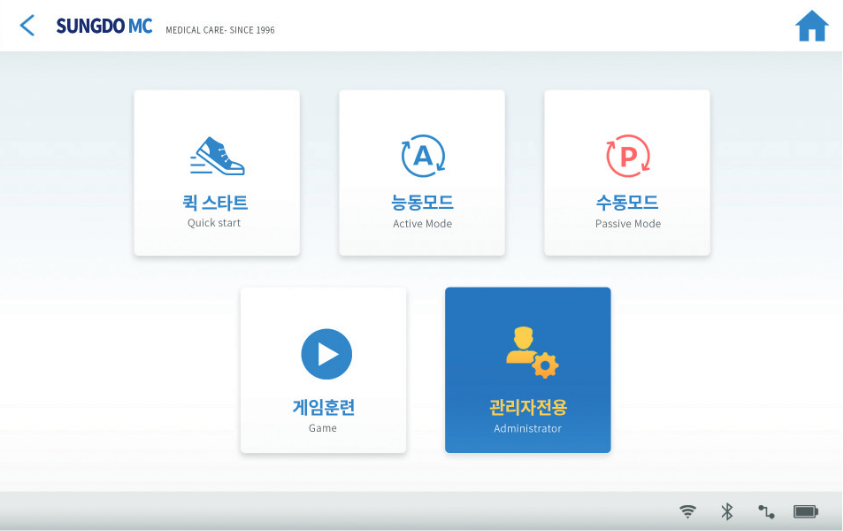 SUNGDO MC MEDICAL CARE- SINCE 1996
퀵 스타트
Quick start
A
능동모드
Active Mode
P
수동모드
Passive Mode
게임훈련
Game
관리자전용
Administrator